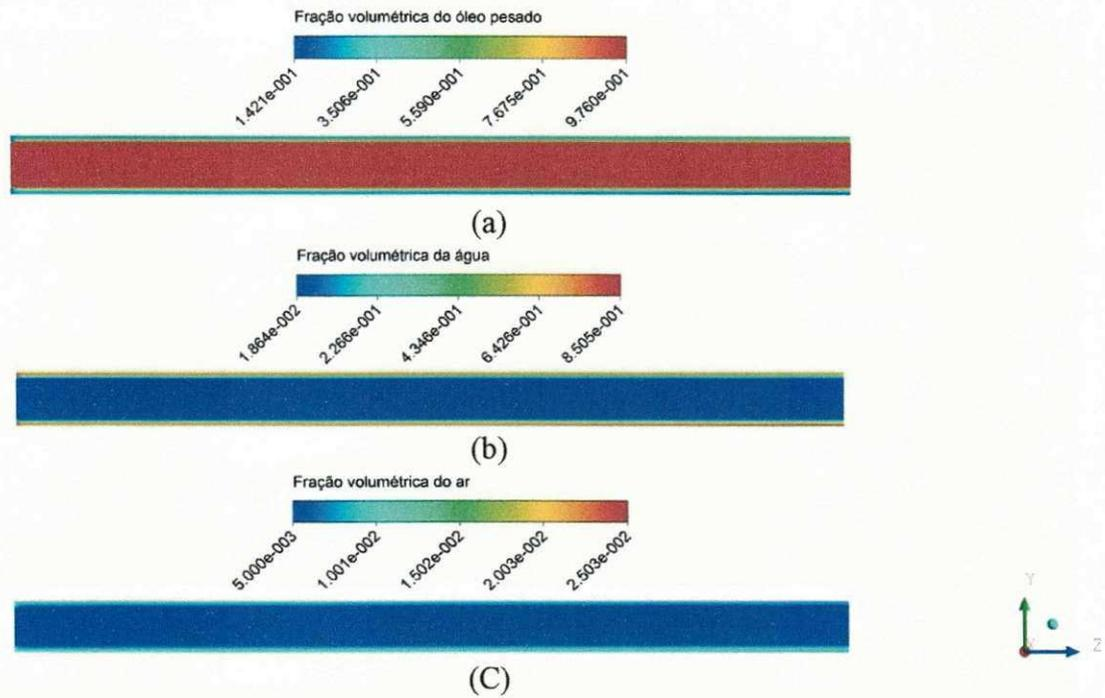 Fração volumétrica do óleo pesado
1.421e-001 3.506e-001 5.590e-001 7.675e-001 9.760e-001
(a)
Fração volumétrica da água
1.864e-002 2.266e-001 4.346e-001 6.426e-001 8.505e-001
(b)
Fração volumétrica do ar
5.000e-003 1.001e-002 1.502e-002 2.003e-002 2.503e-002
(C)
Y
Z